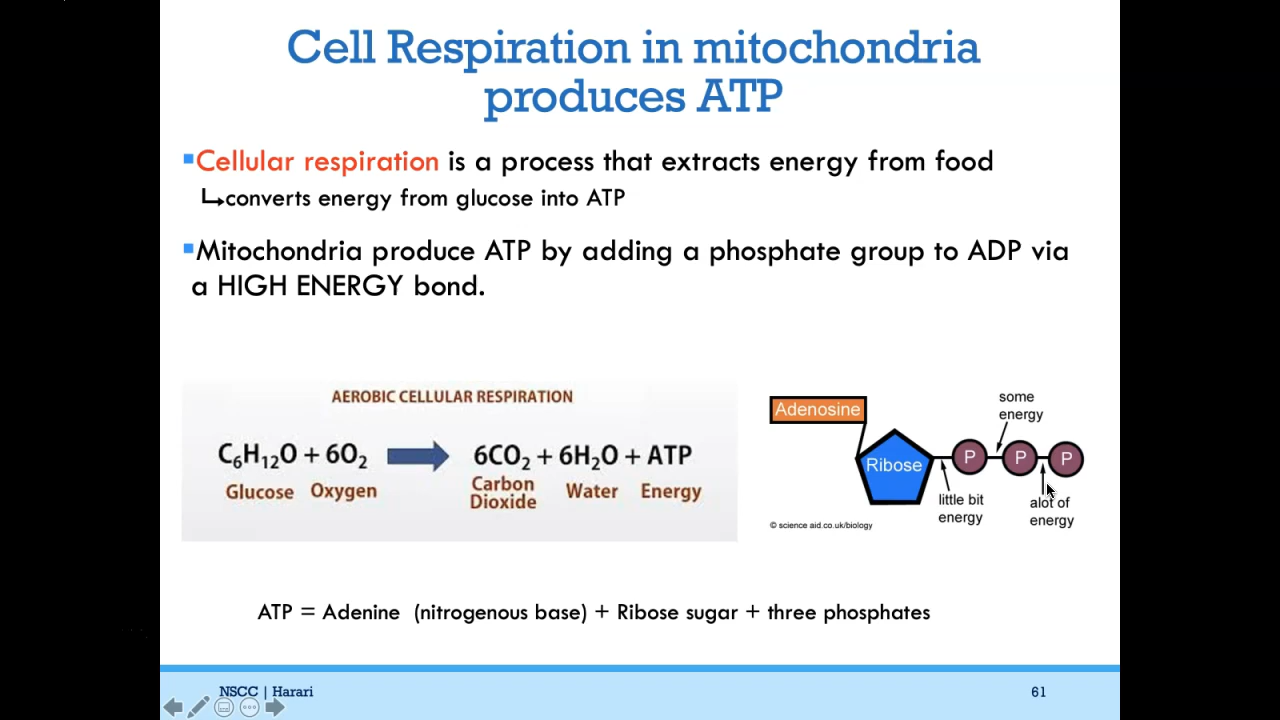 Cell Respiration in mitochondria
produces ATP
▪Cellular respiration is a process that extracts energy from food
↳converts energy from glucose into ATP
▪Mitochondria produce ATP by adding a phosphate group to ADP via
a HIGH ENERGY bond.
AEROBIC CELLULAR RESPIRATION
C₆H₁₂O + 6O₂ → 6CO₂ + 6H₂O + ATP
Glucose Oxygen Carbon Dioxide Water Energy
Adenosine
Ribose
P P P
some
energy
little bit
energy
alot of
energy
© science aid.co.uk/biology
ATP = Adenine (nitrogenous base) + Ribose sugar + three phosphates
NSCC | Harari
61